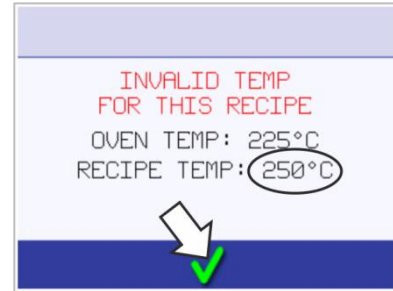 INVALID TEMP
FOR THIS RECIPE
OVEN TEMP: 225°C
RECIPE TEMP: 250°C